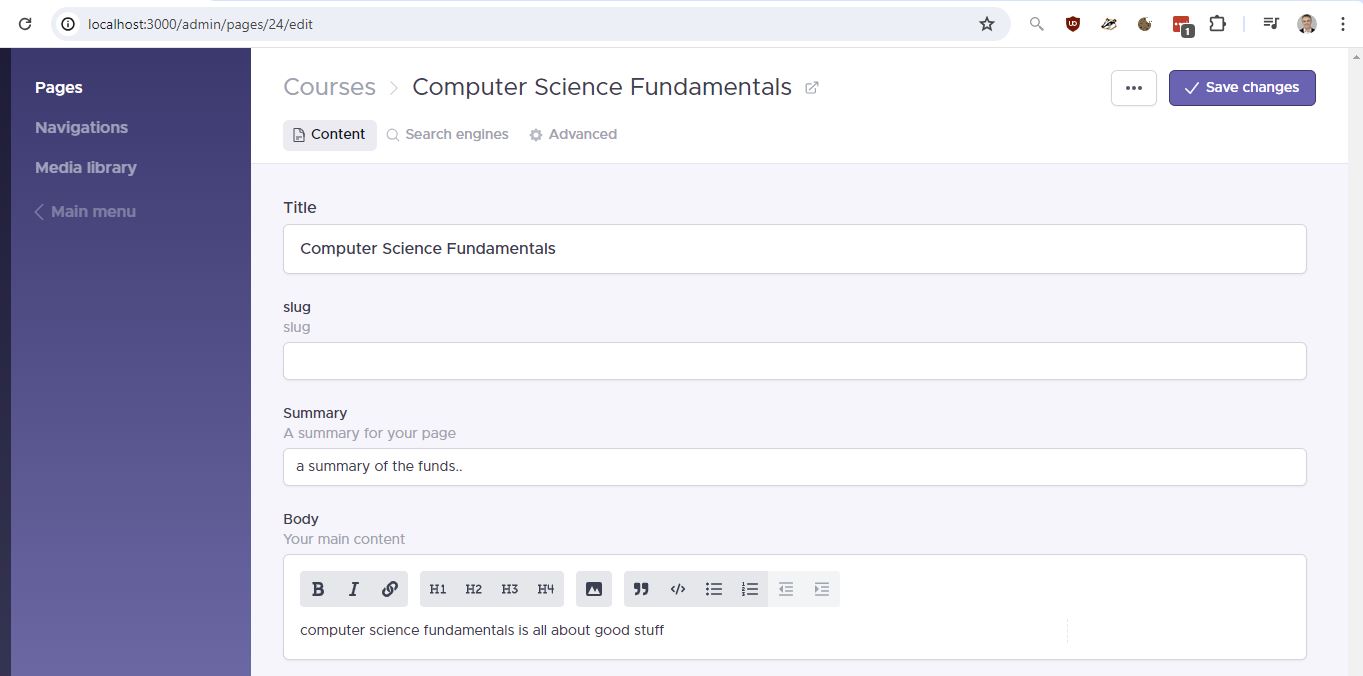 localhost:3000/admin/pages/24/edit
1
Pages
Navigations
Media library
Main menu
Courses > Computer Science Fundamentals
Save changes
Content Search engines Advanced
Title
Computer Science Fundamentals
slug
slug
Summary
A summary for your page
a summary of the funds..
Body
Your main content
B I H1 H2 H3 H4
computer science fundamentals is all about good stuff